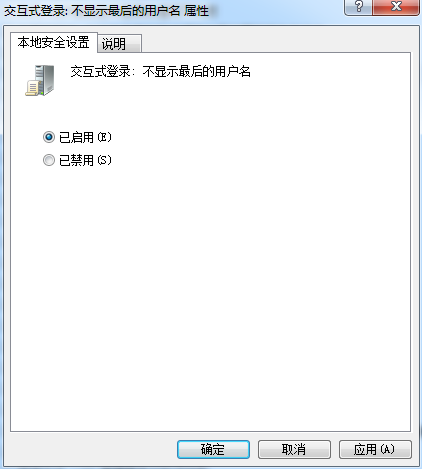 交互式登录: 不显示最后的用户名 属性
本地安全设置
说明
交互式登录: 不显示最后的用户名
已启用(E)
已禁用(S)
确定
取消
应用(A)